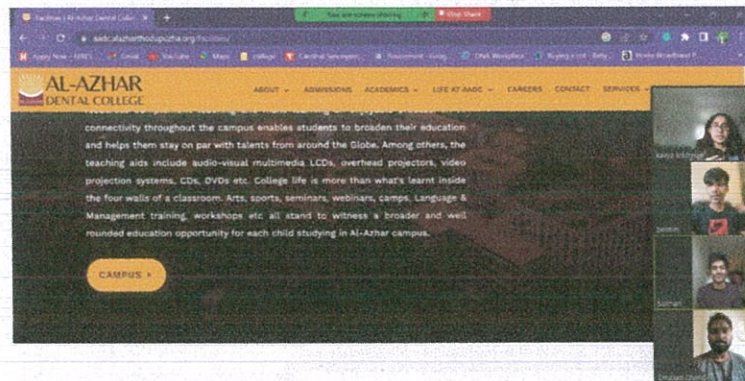 Facilities | Al-Azhar Dental Colle
You are screen sharing
Stop Share
aadc.alazharthodupuzha.org/facilities/
Gmail
YouTube
Maps
college
AL-AZHAR
DENTAL COLLEGE
ABOUT
ADMISSIONS
ACADEMICS
LIFE AT AADC
CAREERS
CONTACT
SERVICES
connectivity throughout the campus enables students to broaden their education
and helps them stay on par with talents from around the Globe. Among others, the
teaching aids include audio-visual multimedia LCDs, overhead projectors, video
projection systems, CDs, DVDs etc. College life is more than what's learnt inside
the four walls of a classroom. Arts, sports, seminars, webinars, camps, Language &
Management training, workshops etc all stand to witness a broader and well
rounded education opportunity for each child studying in Al-Azhar campus.
CAMPUS